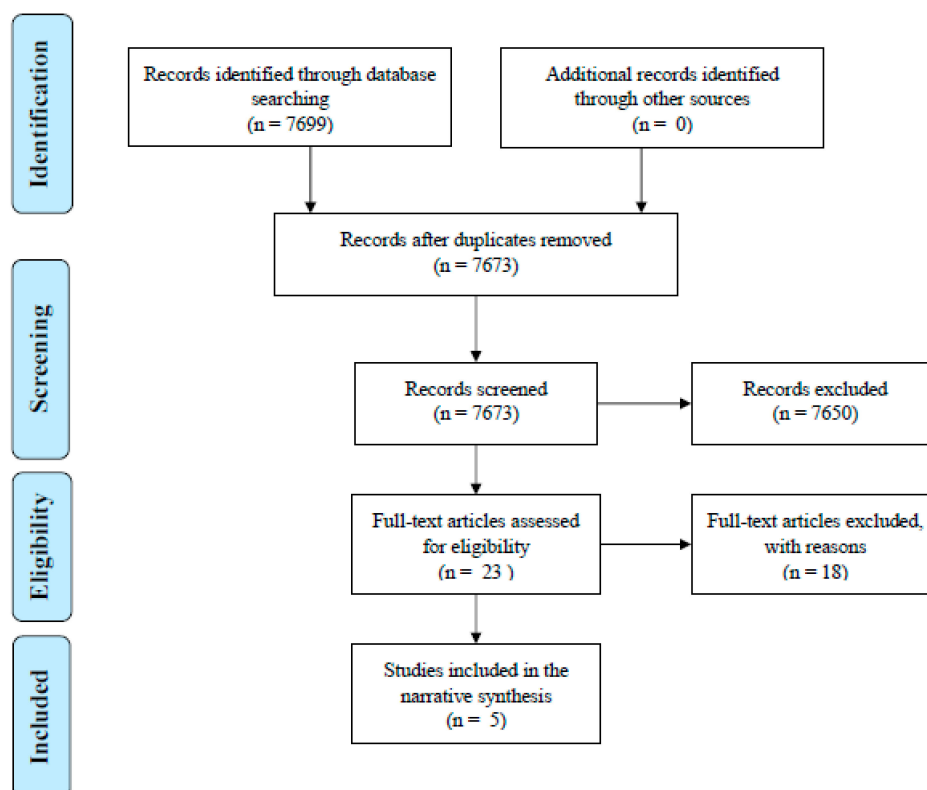 Identification
Records identified through database
searching
(n = 7699)
Additional records identified
through other sources
(n = 0)
Records after duplicates removed
(n = 7673)
Screening
Records screened
(n = 7673)
Records excluded
(n = 7650)
Eligibility
Full-text articles assessed
for eligibility
(n = 23 )
Full-text articles excluded,
with reasons
(n = 18)
Included
Studies included in the
narrative synthesis
(n = 5)